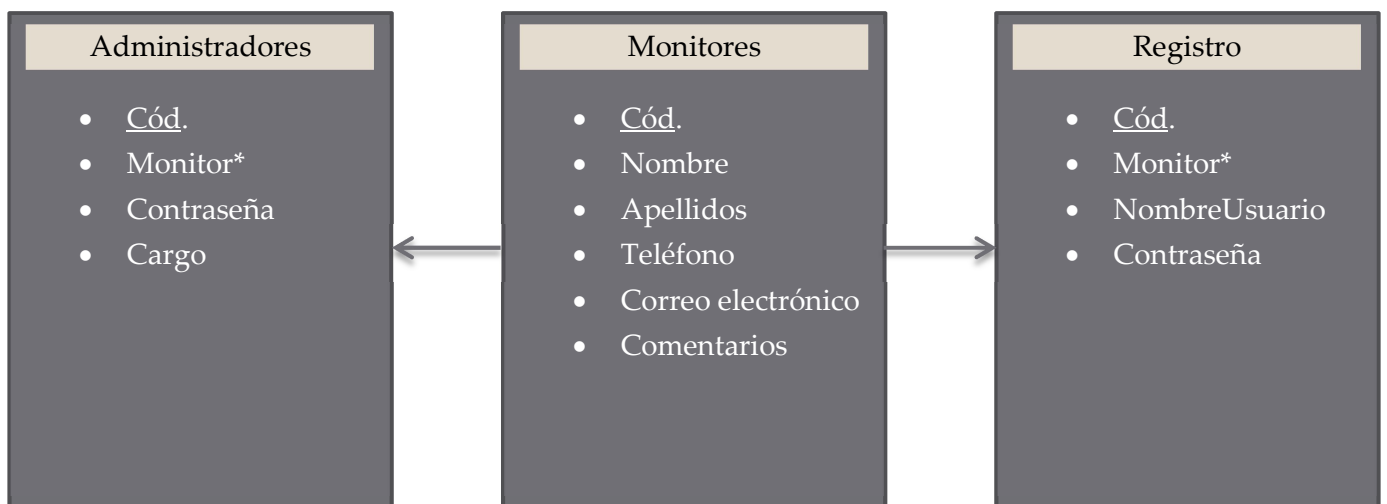 Administradores
• Cód.
• Monitor*
• Contraseña
• Cargo
Monitores
• Cód.
• Nombre
• Apellidos
• Teléfono
• Correo electrónico
• Comentarios
Registro
• Cód.
• Monitor*
• NombreUsuario
• Contraseña